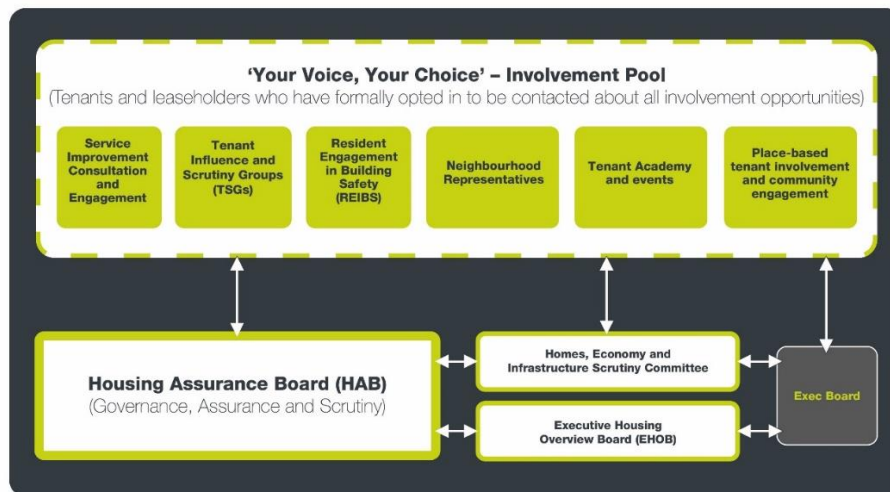 ‘Your Voice, Your Choice’ – Involvement Pool
(Tenants and leaseholders who have formally opted in to be contacted about all involvement opportunities)
Service
Improvement
Consultation
and
Engagement
Tenant
Influence and
Scrutiny Groups
(TSGs)
Resident
Engagement
in Building
Safety
(REIBS)
Neighbourhood
Representatives
Tenant Academy
and events
Place-based
tenant involvement
and community
engagement
Housing Assurance Board (HAB)
(Governance, Assurance and Scrutiny)
Homes, Economy and
Infrastructure Scrutiny Committee
Executive Housing
Overview Board (EHOB)
Exec Board